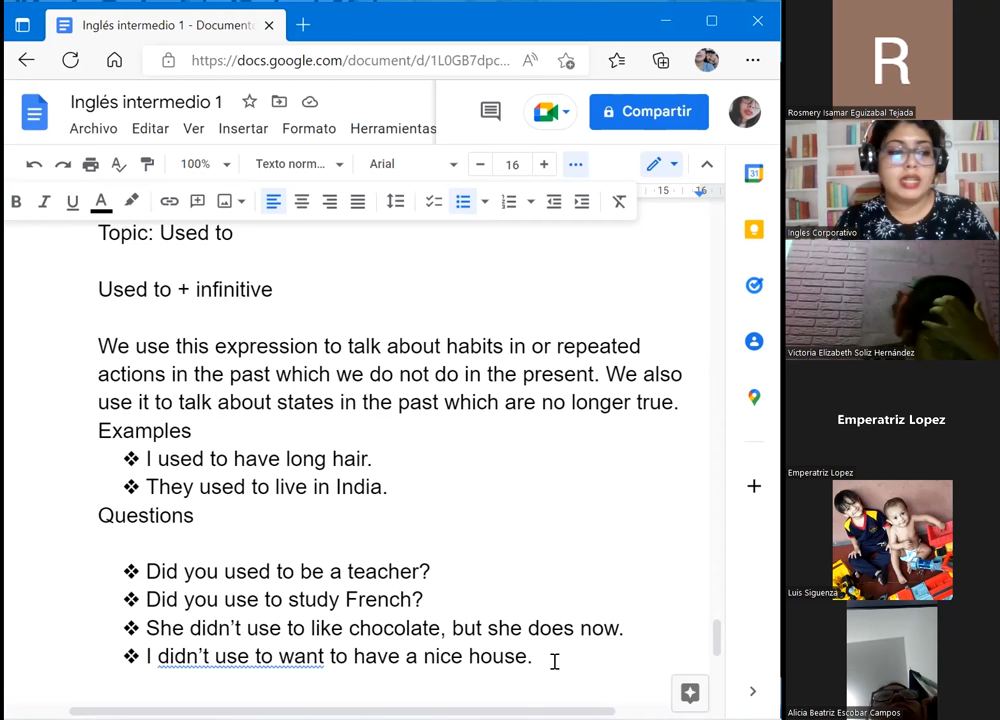 Inglés intermedio 1 - Document
https://docs.google.com/document/d/1L0GB7dpc...
Inglés intermedio 1
Compartir
Archivo Editar Ver Insertar Formato Herramientas
100% Texto norm... Arial 16
15 16
31
Topic: Used to
Used to + infinitive
We use this expression to talk about habits in or repeated
actions in the past which we do not do in the present. We also
use it to talk about states in the past which are no longer true.
Examples
❖ I used to have long hair.
❖ They used to live in India.
Questions
❖ Did you used to be a teacher?
❖ Did you use to study French?
❖ She didn't use to like chocolate, but she does now.
❖ I didn't use to want to have a nice house.
R
Rosmery Isamar Eguizabal Tejada
Ingles Corporativo
Victoria Elizabeth Soliz Hernández
Emperatriz Lopez
Emperatriz Lopez
Luis Siguenza
Alicia Beatriz Escobar Campos